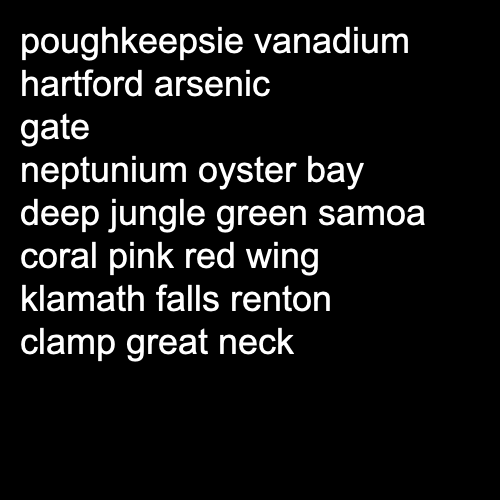 poughkeepsie vanadium
hartford arsenic
gate
neptunium oyster bay
deep jungle green samoa
coral pink red wing
klamath falls renton
clamp great neck